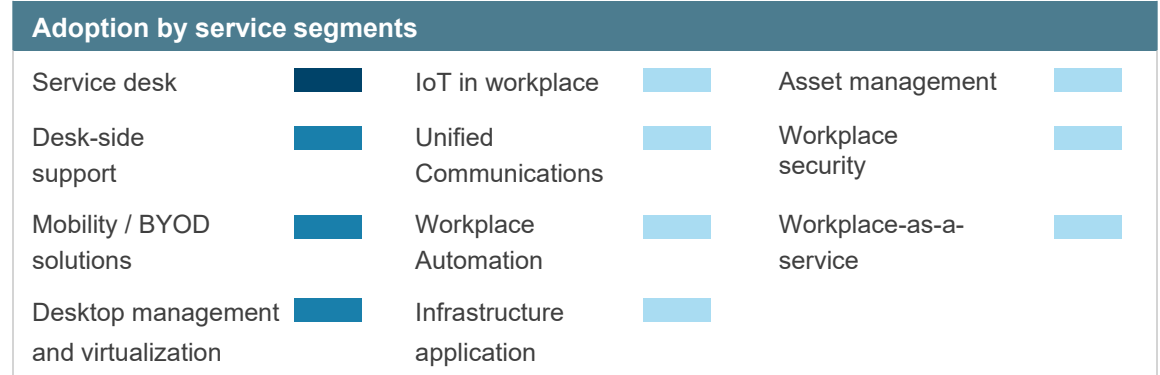 Adoption by service segments
Service desk
Desk-side
support
Mobility / BYOD
solutions
Desktop management
and virtualization
IoT in workplace
Unified
Communications
Workplace
Automation
Infrastructure
application
Asset management
Workplace
security
Workplace-as-a-
service